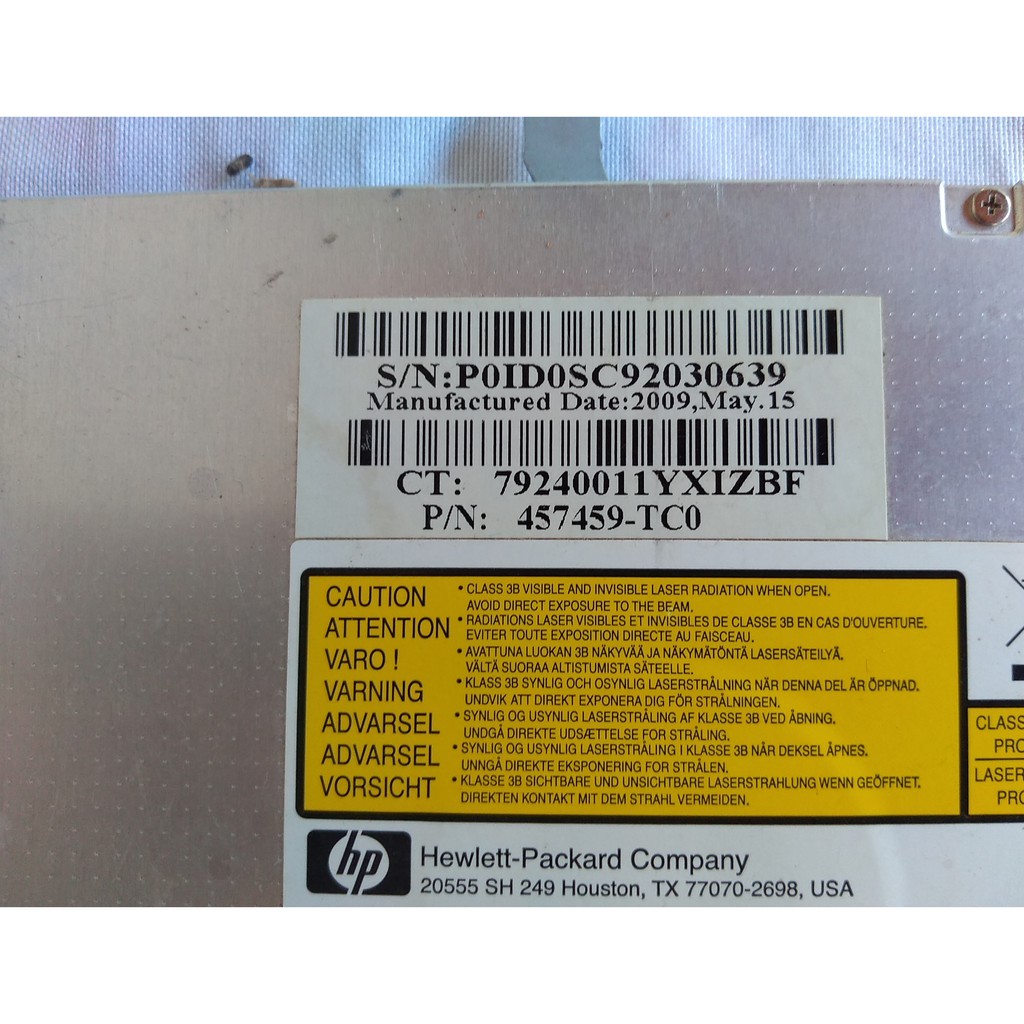 S/N:P0ID0SC92030639
Manufactured Date:2009,May.15
CT: 79240011YXIZBF
P/N: 457459-TC0
CAUTION • CLASS 3B VISIBLE AND INVISIBLE LASER RADIATION WHEN OPEN.
AVOID DIRECT EXPOSURE TO THE BEAM.
ATTENTION • RADIATIONS LASER VISIBLES ET INVISIBLES DE CLASSE 3B EN CAS D'OUVERTURE.
EVITER TOUTE EXPOSITION DIRECTE AU FAISCEAU.
VARO ! • AVATTUNA LUOKAN 3B NÄKYVÄÄ JA NÄKYMÄTÖNTÄ LASERSÄTEILYÄ.
VÄLTÄ SUORAA ALTISTUMISTA SÄTEELLE.
VARNING • KLASS 3B SYNLIG OCH OSYNLIG LASERSTRÅLNING NÄR DENNA DEL ÄR ÖPPNAD.
UNDVIK ATT DIREKT EXPONERA DIG FÖR STRÅLNINGEN.
ADVARSEL • SYNLIG OG USYNLIG LASERSTRÅLING AF KLASSE 3B VED ÅBNING.
UNDGÅ DIREKTE UDSÆTTELSE FOR STRÅLING.
ADVARSEL • SYNLIG OG USYNLIG LASERSTRÅLING I KLASSE 3B NÅR DEKSEL ÅPNES.
UNNGÅ DIREKTE EKSPONERING FOR STRÅLEN.
VORSICHT • KLASSE 3B SICHTBARE UND UNSICHTBARE LASERSTRAHLUNG WENN GEÖFFNET.
DIREKTEN KONTAKT MIT DEM STRAHL VERMEIDEN.
CLASS
PRO
LASER
PRO
hp
Hewlett-Packard Company
20555 SH 249 Houston, TX 77070-2698, USA